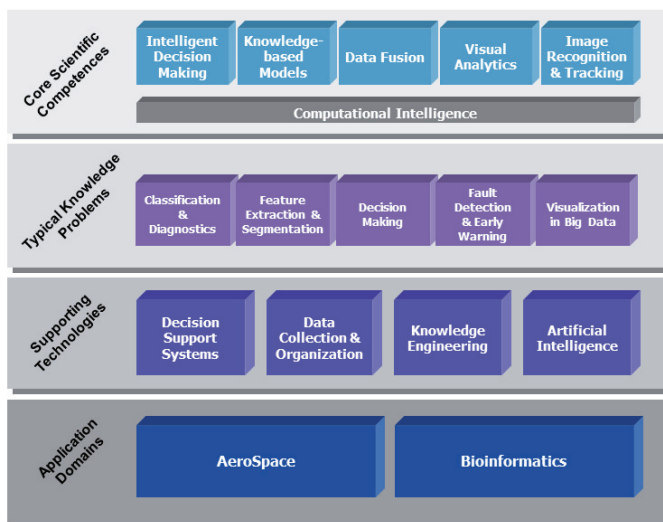 Core Scientific
Competences
Intelligent
Decision
Making
Knowledge-
based
Models
Data Fusion
Visual
Analytics
Image
Recognition
& Tracking
Computational Intelligence
Typical Knowledge
Problems
Classification
&
Diagnostics
Feature
Extraction &
Segmentation
Decision
Making
Fault
Detection
& Early
Warning
Visualization
in Big Data
Supporting
Technologies
Decision
Support
Systems
Data
Collection &
Organization
Knowledge
Engineering
Artificial
Intelligence
Application
Domains
AeroSpace
Bioinformatics